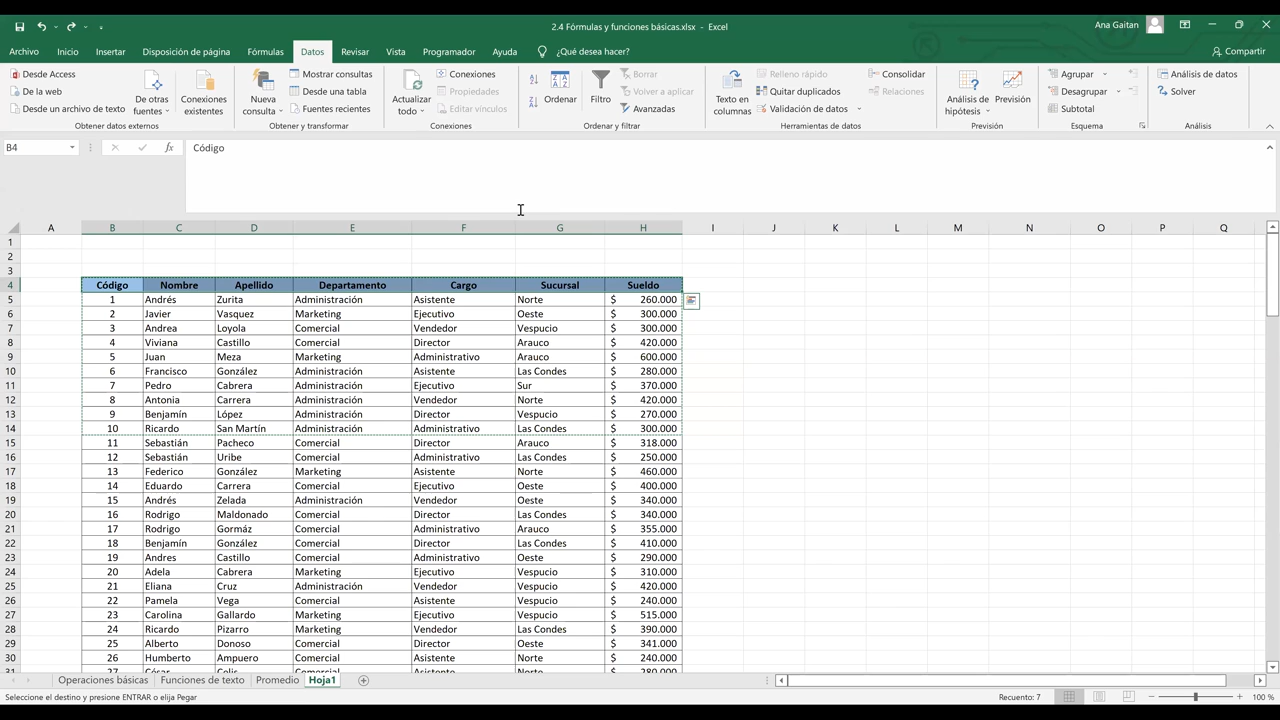 2.4 Fórmulas y funciones básicas.xlsx - Excel
Ana Gaitan
Archivo Inicio Insertar Disposición de página Fórmulas Datos Revisar Vista Programador Ayuda ¿Qué desea hacer? Compartir
Desde Access
De la web
Desde un archivo de texto
De otras fuentes
Conexiones existentes
Obtener datos externos
Nueva consulta
Mostrar consultas
Desde una tabla
Fuentes recientes
Obtener y transformar
Actualizar todo
Conexiones
Propiedades
Editar vínculos
Conexiones
Ordenar
Filtro
Borrar
Volver a aplicar
Avanzadas
Ordenar y filtrar
Texto en columnas
Relleno rápido
Quitar duplicados
Validación de datos
Consolidar
Relaciones
Herramientas de datos
Análisis de hipótesis
Previsión
Previsión
Agrupar
Desagrupar
Subtotal
Esquema
Análisis de datos
Solver
Análisis
B4 fx Código
A B C D E F G H I J K L M N O P Q
1
2
3
4 Código Nombre Apellido Departamento Cargo Sucursal Sueldo
5 1 Andrés Zurita Administración Asistente Norte $ 260.000
6 2 Javier Vasquez Marketing Ejecutivo Oeste $ 300.000
7 3 Andrea Loyola Comercial Vendedor Vespucio $ 300.000
8 4 Viviana Castillo Comercial Director Arauco $ 420.000
9 5 Juan Meza Marketing Administrativo Arauco $ 600.000
10 6 Francisco González Administración Asistente Las Condes $ 280.000
11 7 Pedro Cabrera Administración Ejecutivo Sur $ 370.000
12 8 Antonia Carrera Administración Vendedor Norte $ 420.000
13 9 Benjamín López Administración Director Vespucio $ 270.000
14 10 Ricardo San Martín Administración Administrativo Las Condes $ 300.000
15 11 Sebastián Pacheco Comercial Director Arauco $ 318.000
16 12 Sebastián Uribe Comercial Administrativo Las Condes $ 250.000
17 13 Federico González Marketing Asistente Norte $ 460.000
18 14 Eduardo Carrera Comercial Ejecutivo Oeste $ 400.000
19 15 Andrés Zelada Administración Vendedor Oeste $ 340.000
20 16 Rodrigo Maldonado Comercial Director Las Condes $ 340.000
21 17 Rodrigo Gormáz Comercial Administrativo Arauco $ 355.000
22 18 Benjamín González Comercial Director Las Condes $ 410.000
23 19 Andres Castillo Comercial Administrativo Oeste $ 290.000
24 20 Adela Cabrera Marketing Ejecutivo Vespucio $ 310.000
25 21 Eliana Cruz Administración Vendedor Vespucio $ 420.000
26 22 Pamela Vega Comercial Asistente Vespucio $ 240.000
27 23 Carolina Gallardo Marketing Ejecutivo Vespucio $ 515.000
28 24 Ricardo Pizarro Marketing Vendedor Las Condes $ 390.000
29 25 Alberto Donoso Comercial Director Oeste $ 341.000
30 26 Humberto Ampuero Comercial Asistente Norte $ 240.000
31 27 César Celis Comercial Asistente Norte $ 280.000
Operaciones básicas Funciones de texto Promedio Hoja1
Seleccione el destino y presione ENTRAR o elija Pegar Recuento: 7 100 %